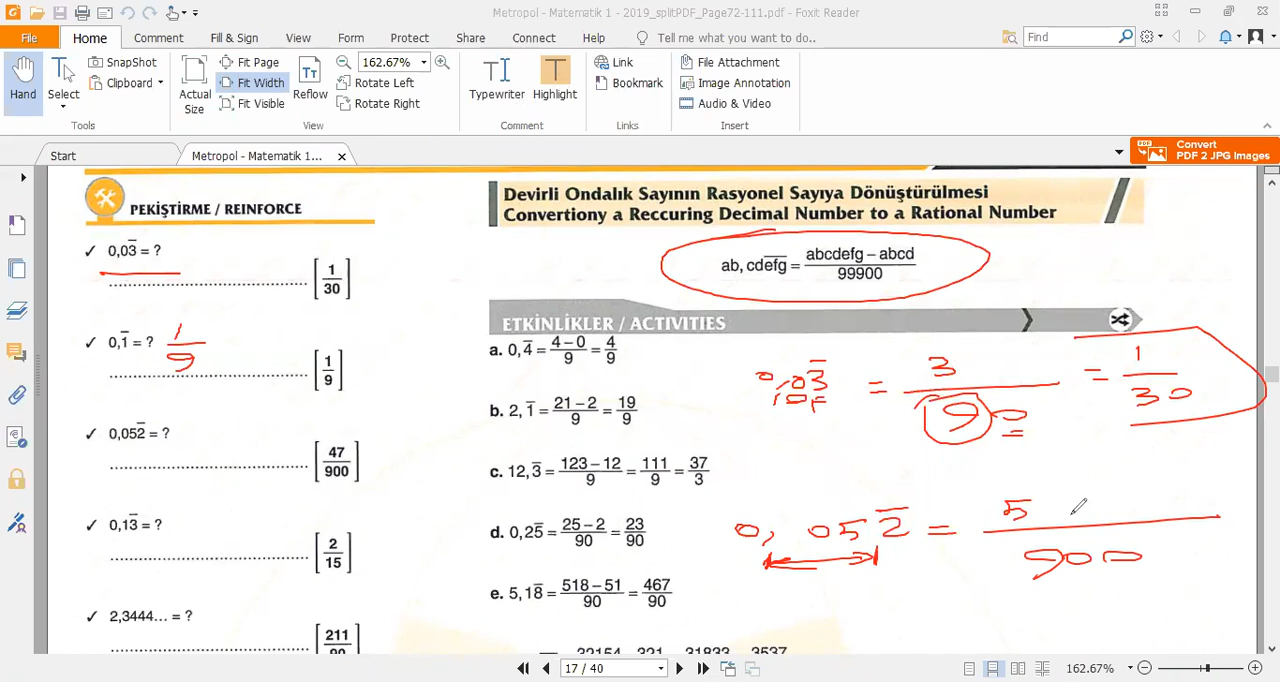 Metropol - Matematik 1 - 2019_splitPDF_Page72-111.pdf - Foxit Reader
File Home Comment Fill & Sign View Form Protect Share Connect Help Tell me what you want to do.. Find
Hand
Select
SnapShot
Clipboard
Tools
Actual Size
Fit Page
Fit Width
Fit Visible
Reflow
162.67%
Rotate Left
Rotate Right
View
Typewriter
Highlight
Comment
Link
Bookmark
Links
File Attachment
Image Annotation
Audio & Video
Insert
Start
Metropol - Matematik 1...
Convert
PDF 2 JPG Images
PEKİŞTİRME / REINFORCE
✓ 0,03̅ = ?
[1/30]
✓ 0,1̅ = ? 1/9
[1/9]
✓ 0,052̅ = ?
[47/900]
✓ 0,13̅ = ?
[2/15]
✓ 2,3444... = ?
[211/90]
Devirli Ondalık Sayının Rasyonel Sayıya Dönüştürülmesi
Convertiony a Reccuring Decimal Number to a Rational Number
ab, cde̅f̅g̅ = abcdefg – abcd / 99900
ETKİNLİKLER / ACTIVITIES
a. 0,4̅ = 4–0/9 = 4/9
b. 2,1̅ = 21–2/9 = 19/9
c. 12,3̅ = 123–12/9 = 111/9 = 37/3
d. 0,25̅ = 25–2/90 = 23/90
e. 5,18̅ = 518–51/90 = 467/90
32154 321 31833 3537
0,03̅ = 3/90 = 1/30
0,052̅ = 5/900
17 / 40
162.67%